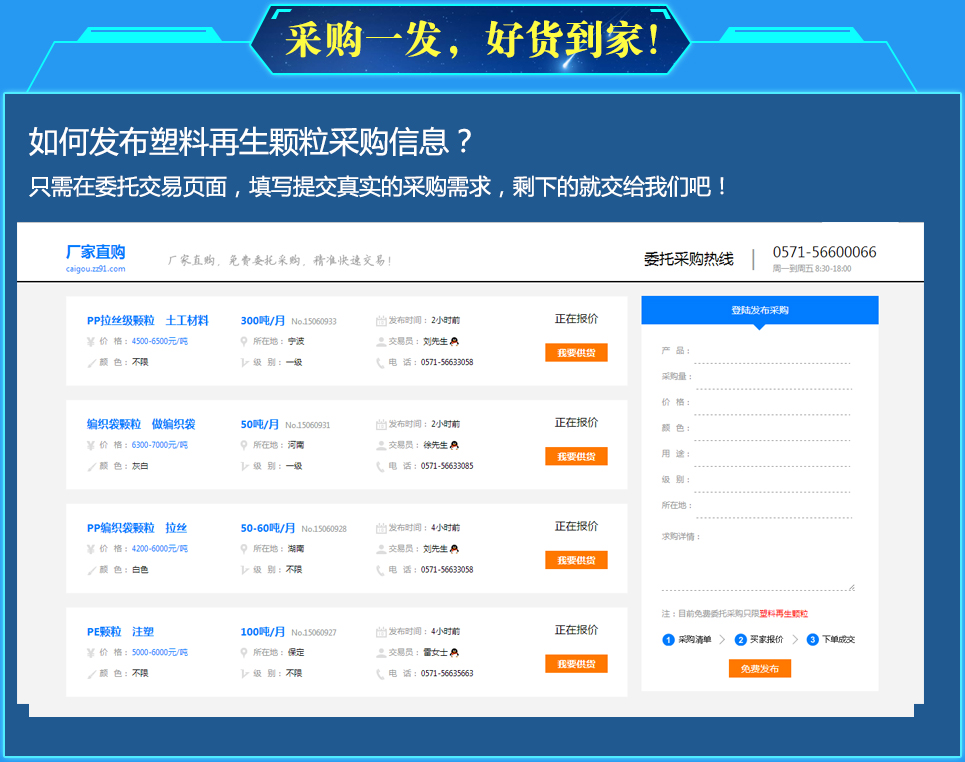 采购一发，好货到家!
如何发布塑料再生颗粒采购信息？
只需在委托交易页面，填写提交真实的采购需求，剩下的就交给我们吧！
厂家直购
caigou.zz91.com
厂家直购，免费委托采购，精准快速交易！
委托采购热线
0571-56600066
周一到周五 8:30-18:00
PP拉丝级颗粒 土工材料 300吨/月 No.15060933 发布时间：2小时前 正在报价
价 格：4500-6500元/吨 所在地：宁波 交易员：刘先生 我要供货
颜 色：不限 级 别：一级 电 话：0571-56633058
编织袋颗粒 做编织袋 50吨/月 No.15060931 发布时间：2小时前 正在报价
价 格：6300-7000元/吨 所在地：河南 交易员：徐先生 我要供货
颜 色：灰白 级 别：一级 电 话：0571-56633085
PP编织袋颗粒 拉丝 50-60吨/月 No.15060928 发布时间：4小时前 正在报价
价 格：4200-6000元/吨 所在地：湖南 交易员：刘先生 我要供货
颜 色：白色 级 别：不限 电 话：0571-56633058
PE颗粒 注塑 100吨/月 No.15060927 发布时间：4小时前 正在报价
价 格：5000-6000元/吨 所在地：保定 交易员：雷女士 我要供货
颜 色：不限 级 别：不限 电 话：0571-56635663
登陆发布采购
产 品：
采购量：
价 格：
颜 色：
用 途：
级 别：
所在地：
求购详情：
注：目前免费委托采购只限塑料再生颗粒
1 采购清单 2 买家报价 3 下单成交
免费发布